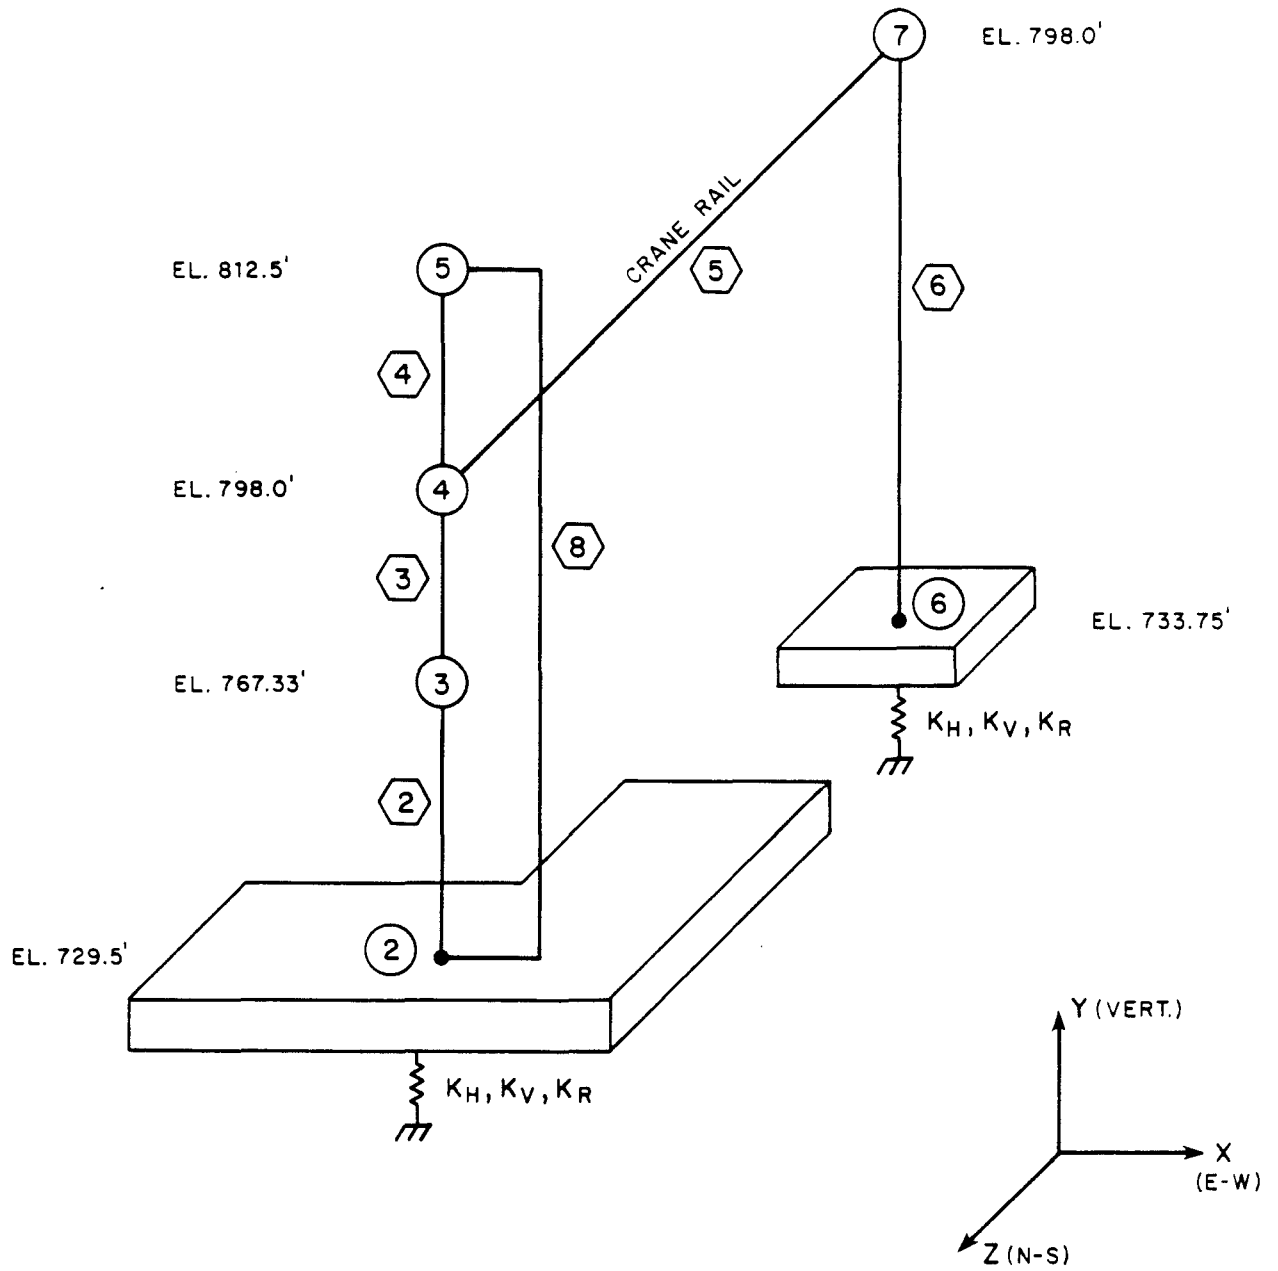 7
EL. 798.0'
CRANE RAIL
5
EL. 812.5'
5
6
4
8
EL. 798.0'
4
3
6
EL. 733.75'
EL. 767.33'
3
KH, KV, KR
2
EL. 729.5'
2
KH, KV, KR
Y (VERT.)
X
(E-W)
Z (N-S)